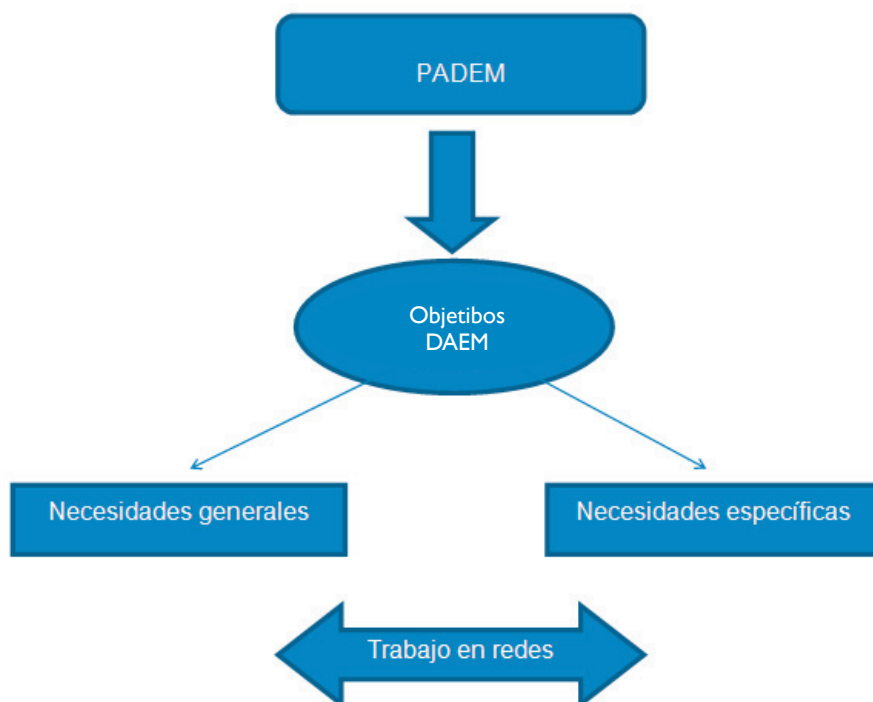 PADEM
Objetibos
DAEM
Necesidades generales
Necesidades específicas
Trabajo en redes